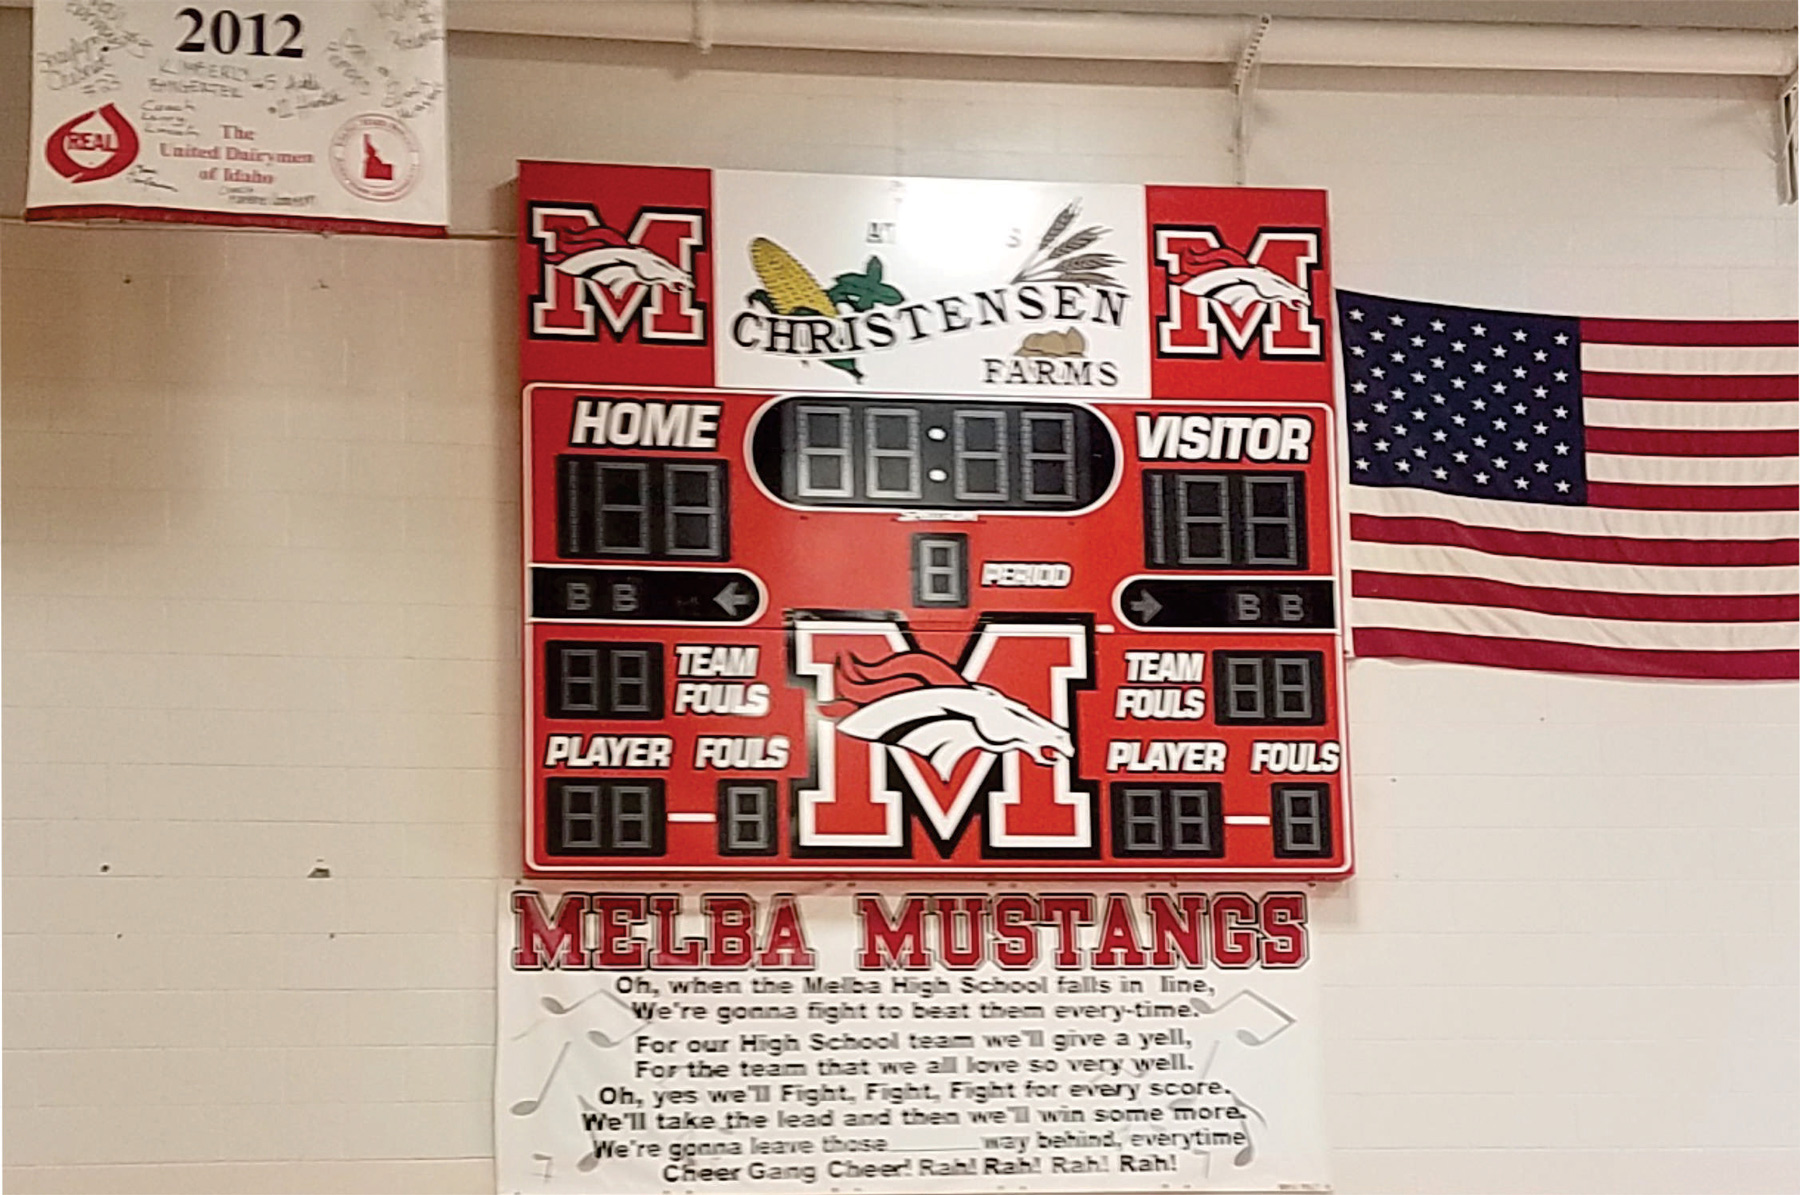 2012
KIMBERLY
Coach
Larry
REAL
The
United Dairymen
of Idaho
CHRISTENSEN
FARMS
M
M
HOME
VISITOR
PERIOD
B B
B B
TEAM
FOULS
TEAM
FOULS
PLAYER FOULS
PLAYER FOULS
M
MELBA MUSTANGS
Oh, when the Melba High School falls in line,
We're gonna fight to beat them every-time.
For our High School team we'll give a yell,
For the team that we all love so very well.
Oh, yes we'll Fight, Fight, Fight for every score.
We'll take the lead and then we'll win some more.
We're gonna leave those______way behind, everytime
Cheer Gang Cheer! Rah! Rah! Rah! Rah!